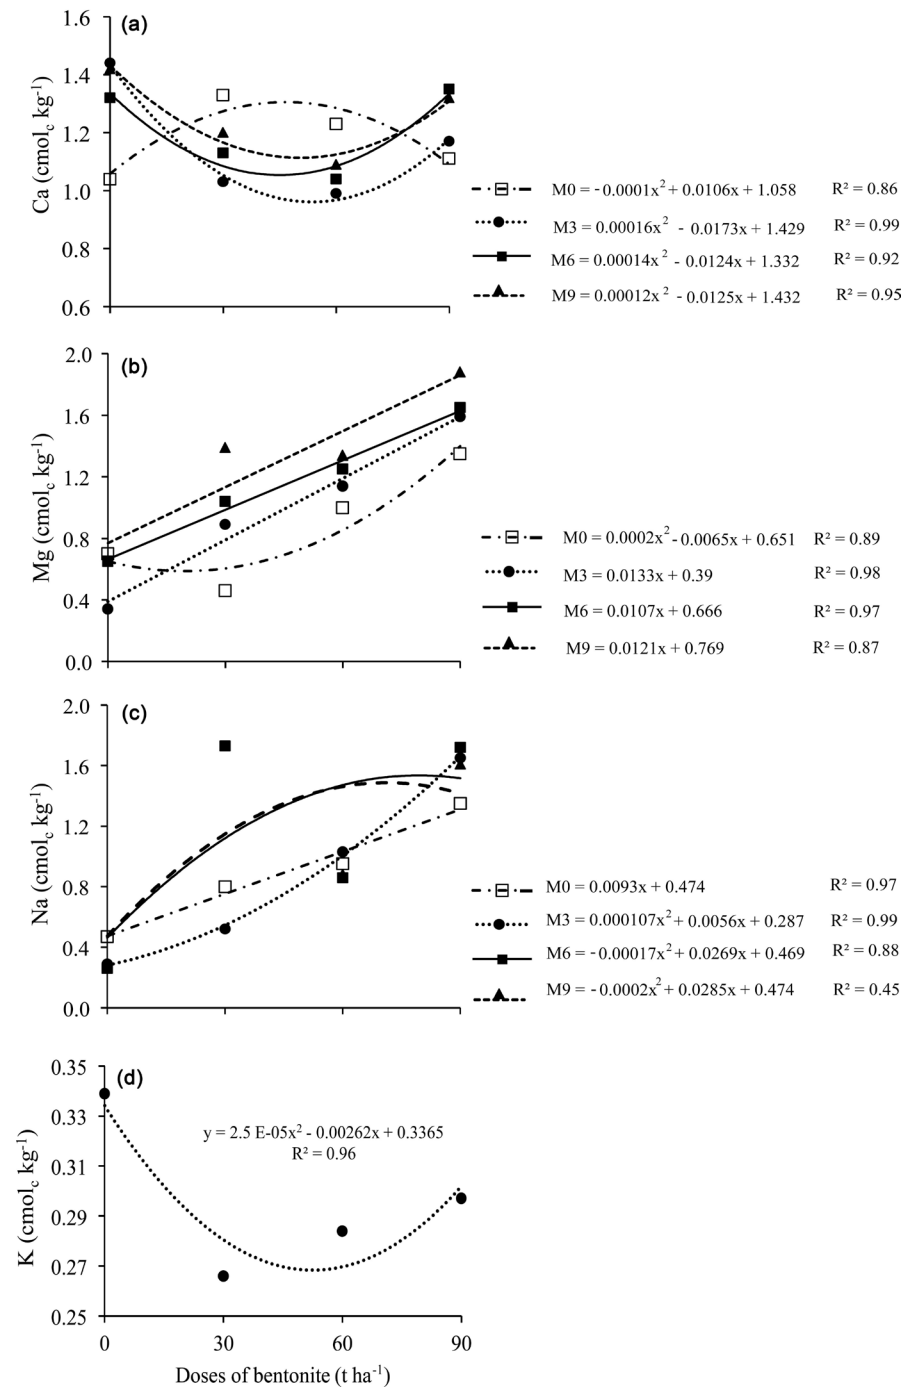 (a)
1.6
1.4
1.2
1.0
0.8
0.6
Ca (cmolc kg-1)
M0 = -0.0001x2 + 0.0106x + 1.058 R² = 0.86
M3 = 0.00016x2 - 0.0173x + 1.429 R² = 0.99
M6 = 0.00014x2 - 0.0124x + 1.332 R² = 0.92
M9 = 0.00012x2 - 0.0125x + 1.432 R² = 0.95
(b)
2.0
1.6
1.2
0.8
0.4
0.0
Mg (cmolc kg-1)
M0 = 0.0002x2 - 0.0065x + 0.651 R² = 0.89
M3 = 0.0133x + 0.39 R² = 0.98
M6 = 0.0107x + 0.666 R² = 0.97
M9 = 0.0121x + 0.769 R² = 0.87
(c)
2.0
1.6
1.2
0.8
0.4
0.0
Na (cmolc kg-1)
M0 = 0.0093x + 0.474 R² = 0.97
M3 = 0.000107x2 + 0.0056x + 0.287 R² = 0.99
M6 = -0.00017x2 + 0.0269x + 0.469 R² = 0.88
M9 = -0.0002x2 + 0.0285x + 0.474 R² = 0.45
(d)
0.35
0.33
0.31
0.29
0.27
0.25
K (cmolc kg-1)
y = 2.5 E-05x2 - 0.00262x + 0.3365
R² = 0.96
0 30 60 90
Doses of bentonite (t ha-1)